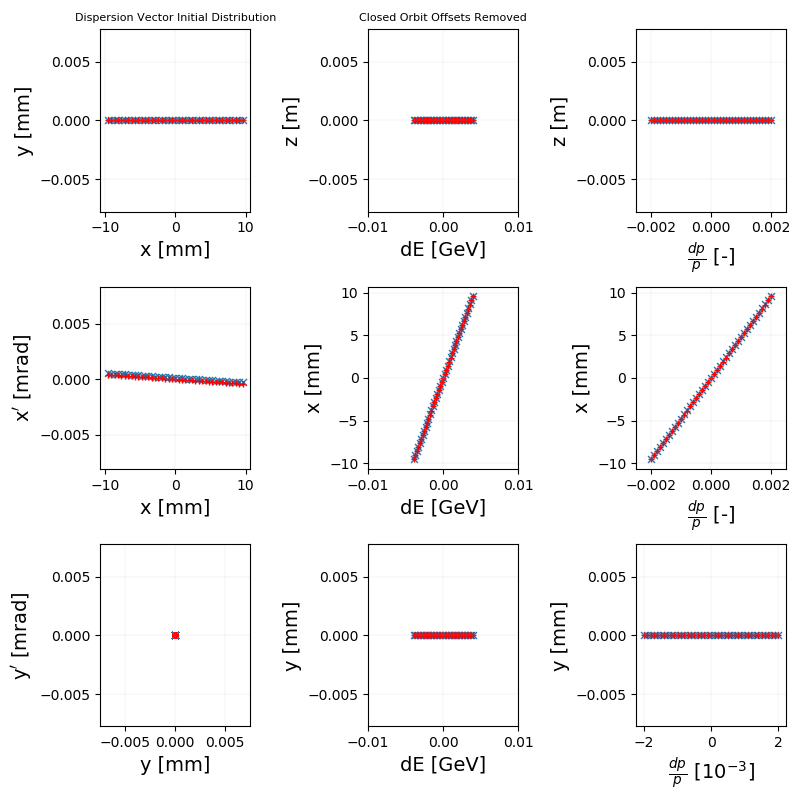 Dispersion Vector Initial Distribution
Closed Orbit Offsets Removed
0.005
0.000
−0.005
y [mm]
−10 0 10
x [mm]
0.005
0.000
−0.005
z [m]
−0.01 0.00 0.01
dE [GeV]
0.005
0.000
−0.005
z [m]
−0.002 0.000 0.002
dp/p [-]
0.005
0.000
−0.005
x′ [mrad]
−10 0 10
x [mm]
10
5
0
−5
−10
x [mm]
−0.01 0.00 0.01
dE [GeV]
10
5
0
−5
−10
x [mm]
−0.002 0.000 0.002
dp/p [-]
0.005
0.000
−0.005
y′ [mrad]
−0.005 0.000 0.005
y [mm]
0.005
0.000
−0.005
y [mm]
−0.01 0.00 0.01
dE [GeV]
0.005
0.000
−0.005
y [mm]
−2 0 2
dp/p [10⁻³]